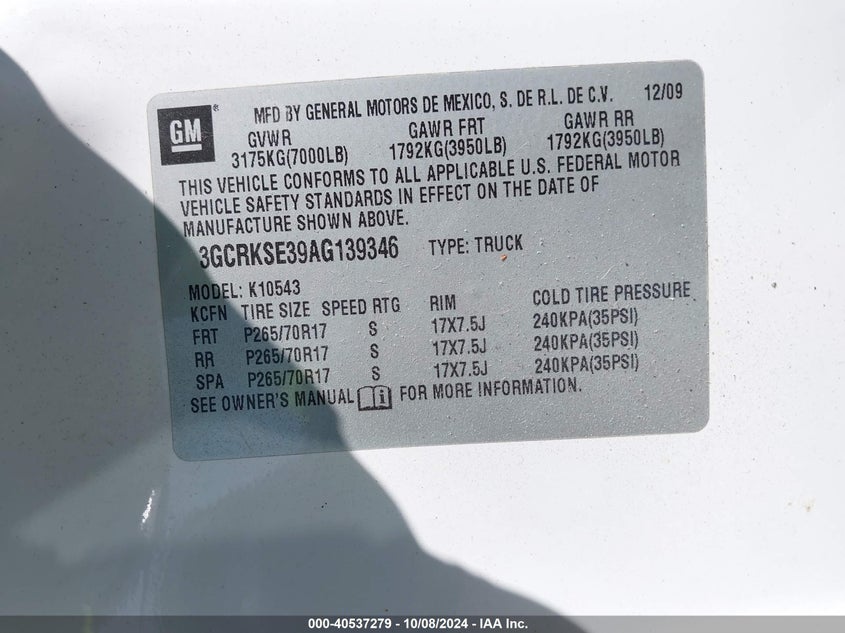 GM
MFD BY GENERAL MOTORS DE MEXICO, S. DE R.L. DE C.V. 12/09
GVWR GAWR FRT GAWR RR
3175KG(7000LB) 1792KG(3950LB) 1792KG(3950LB)
THIS VEHICLE CONFORMS TO ALL APPLICABLE U.S. FEDERAL MOTOR
VEHICLE SAFETY STANDARDS IN EFFECT ON THE DATE OF
MANUFACTURE SHOWN ABOVE.
3GCRKSE39AG139346 TYPE: TRUCK
MODEL: K10543
KCFN TIRE SIZE SPEED RTG RIM COLD TIRE PRESSURE
FRT P265/70R17 S 17X7.5J 240KPA(35PSI)
RR P265/70R17 S 17X7.5J 240KPA(35PSI)
SPA P265/70R17 S 17X7.5J 240KPA(35PSI)
SEE OWNER'S MANUAL FOR MORE INFORMATION.
000-40537279 - 10/08/2024 - IAA Inc.